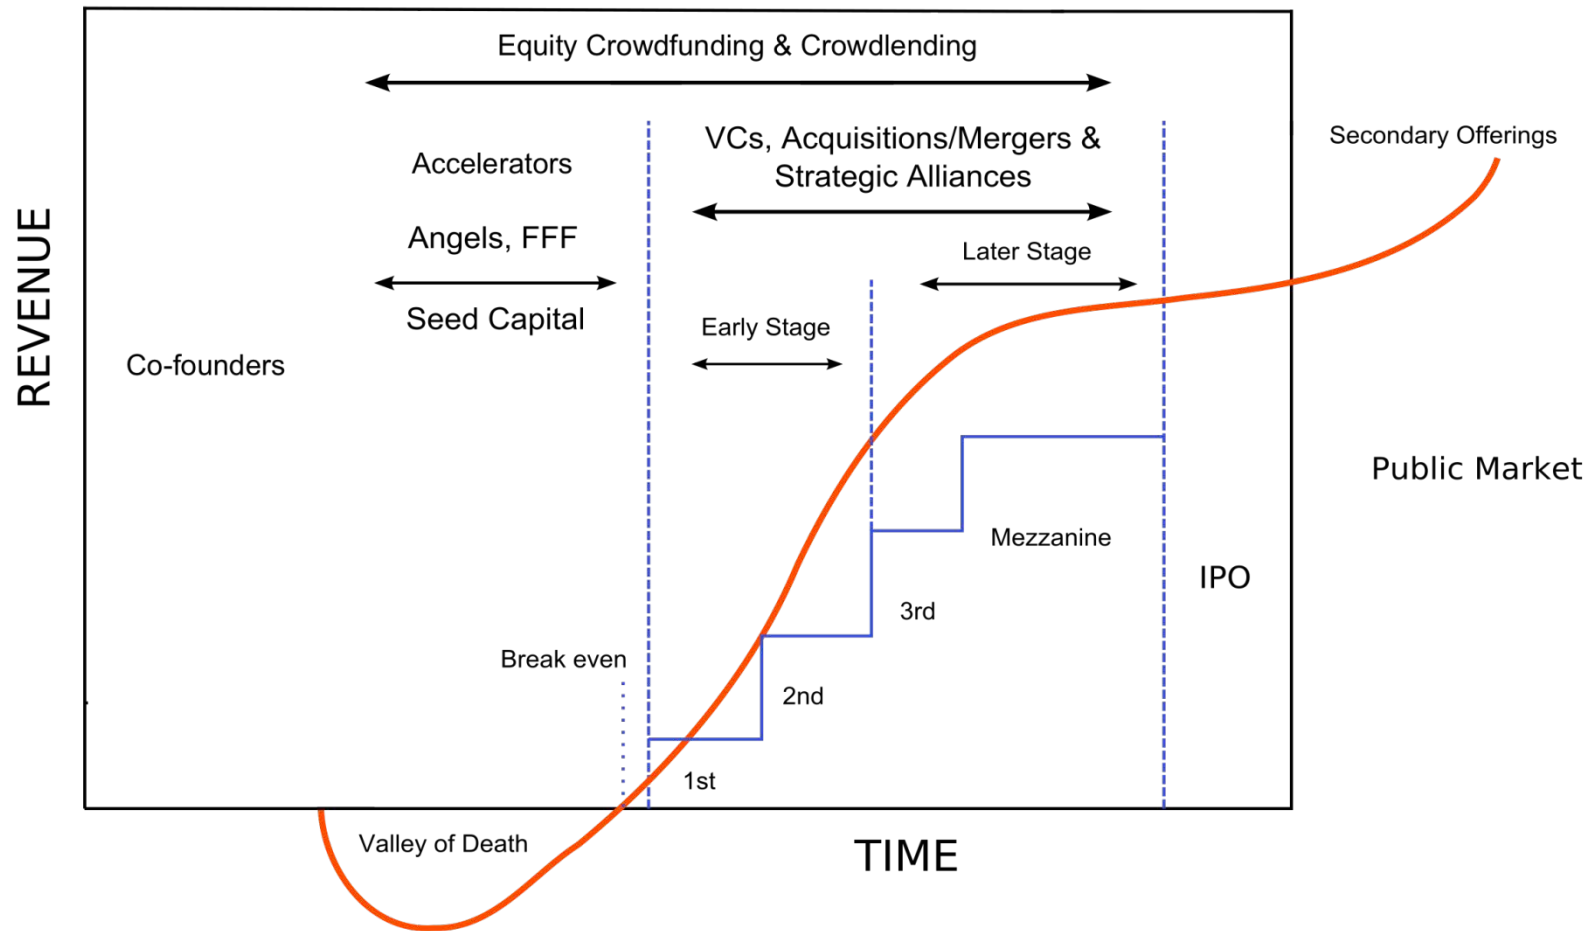 Equity Crowdfunding & Crowdlending
VCs, Acquisitions/Mergers &
Strategic Alliances
Secondary Offerings
Accelerators
Angels, FFF
Later Stage
Seed Capital
Early Stage
REVENUE
Co-founders
Public Market
Mezzanine
IPO
3rd
Break even
2nd
1st
Valley of Death
TIME